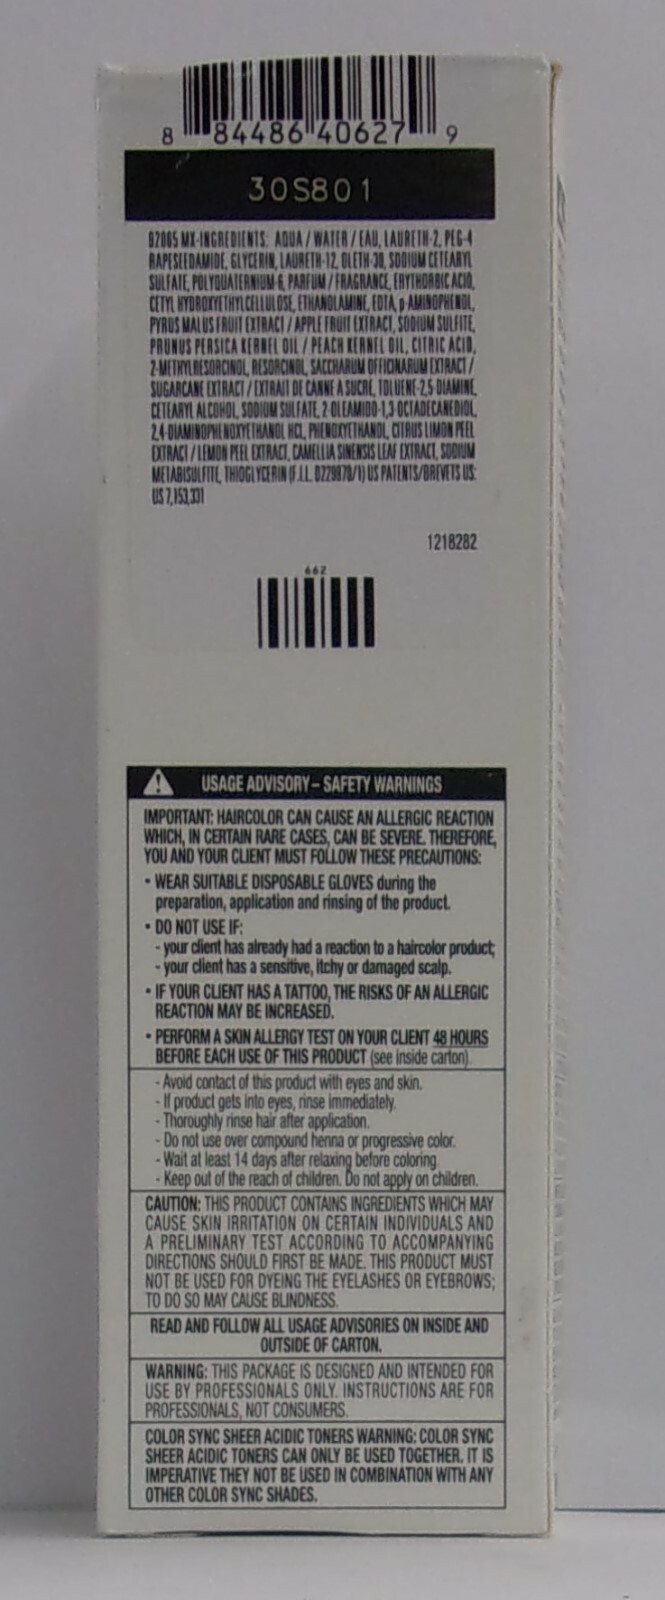 8 84486 40627 9
30S801
92065 MX-INGREDIENTS: AQUA / WATER / EAU, LAURETH-2, PEG-4
RAPESEEDAMIDE, GLYCERIN, LAURETH-12, OLETH-30, SODIUM CETEARYL
SULFATE, POLYQUATERNIUM-6, PARFUM / FRAGRANCE, ERYTHORBIC ACID,
CETYL HYDROXYETHYLCELLULOSE, ETHANOLAMINE, EDTA, p-AMINOPHENOL,
PYRUS MALUS FRUIT EXTRACT / APPLE FRUIT EXTRACT, SODIUM SULFITE,
PRUNUS PERSICA KERNEL OIL / PEACH KERNEL OIL, CITRIC ACID,
2-METHYLRESORCINOL, RESORCINOL, SACCHARUM OFFICINARUM EXTRACT /
SUGARCANE EXTRACT / EXTRAIT DE CANNE A SUCRE, TOLUENE-2,5-DIAMINE,
CETEARYL ALCOHOL, SODIUM SULFATE, 2-OLEAMIDO-1,3-OCTADECANEDIOL,
2,4-DIAMINOPHENOXYETHANOL HCL, PHENOXYETHANOL, CITRUS LIMON PEEL
EXTRACT / LEMON PEEL EXTRACT, CAMELLIA SINENSIS LEAF EXTRACT, SODIUM
METABISULFITE, THIOGLYCERIN (F.I.L. D229870/1) US PATENTS/BREVETS US:
US 7,153,331
1218282
662
USAGE ADVISORY – SAFETY WARNINGS
IMPORTANT: HAIRCOLOR CAN CAUSE AN ALLERGIC REACTION
WHICH, IN CERTAIN RARE CASES, CAN BE SEVERE. THEREFORE,
YOU AND YOUR CLIENT MUST FOLLOW THESE PRECAUTIONS:
• WEAR SUITABLE DISPOSABLE GLOVES during the
preparation, application and rinsing of the product.
• DO NOT USE IF:
- your client has already had a reaction to a haircolor product;
- your client has a sensitive, itchy or damaged scalp.
• IF YOUR CLIENT HAS A TATTOO, THE RISKS OF AN ALLERGIC
REACTION MAY BE INCREASED.
• PERFORM A SKIN ALLERGY TEST ON YOUR CLIENT 48 HOURS
BEFORE EACH USE OF THIS PRODUCT (see inside carton).
- Avoid contact of this product with eyes and skin.
- If product gets into eyes, rinse immediately.
- Thoroughly rinse hair after application.
- Do not use over compound henna or progressive color.
- Wait at least 14 days after relaxing before coloring.
- Keep out of the reach of children. Do not apply on children.
CAUTION: THIS PRODUCT CONTAINS INGREDIENTS WHICH MAY
CAUSE SKIN IRRITATION ON CERTAIN INDIVIDUALS AND
A PRELIMINARY TEST ACCORDING TO ACCOMPANYING
DIRECTIONS SHOULD FIRST BE MADE. THIS PRODUCT MUST
NOT BE USED FOR DYEING THE EYELASHES OR EYEBROWS;
TO DO SO MAY CAUSE BLINDNESS.
READ AND FOLLOW ALL USAGE ADVISORIES ON INSIDE AND
OUTSIDE OF CARTON.
WARNING: THIS PACKAGE IS DESIGNED AND INTENDED FOR
USE BY PROFESSIONALS ONLY. INSTRUCTIONS ARE FOR
PROFESSIONALS, NOT CONSUMERS.
COLOR SYNC SHEER ACIDIC TONERS WARNING: COLOR SYNC
SHEER ACIDIC TONERS CAN ONLY BE USED TOGETHER. IT IS
IMPERATIVE THEY NOT BE USED IN COMBINATION WITH ANY
OTHER COLOR SYNC SHADES.